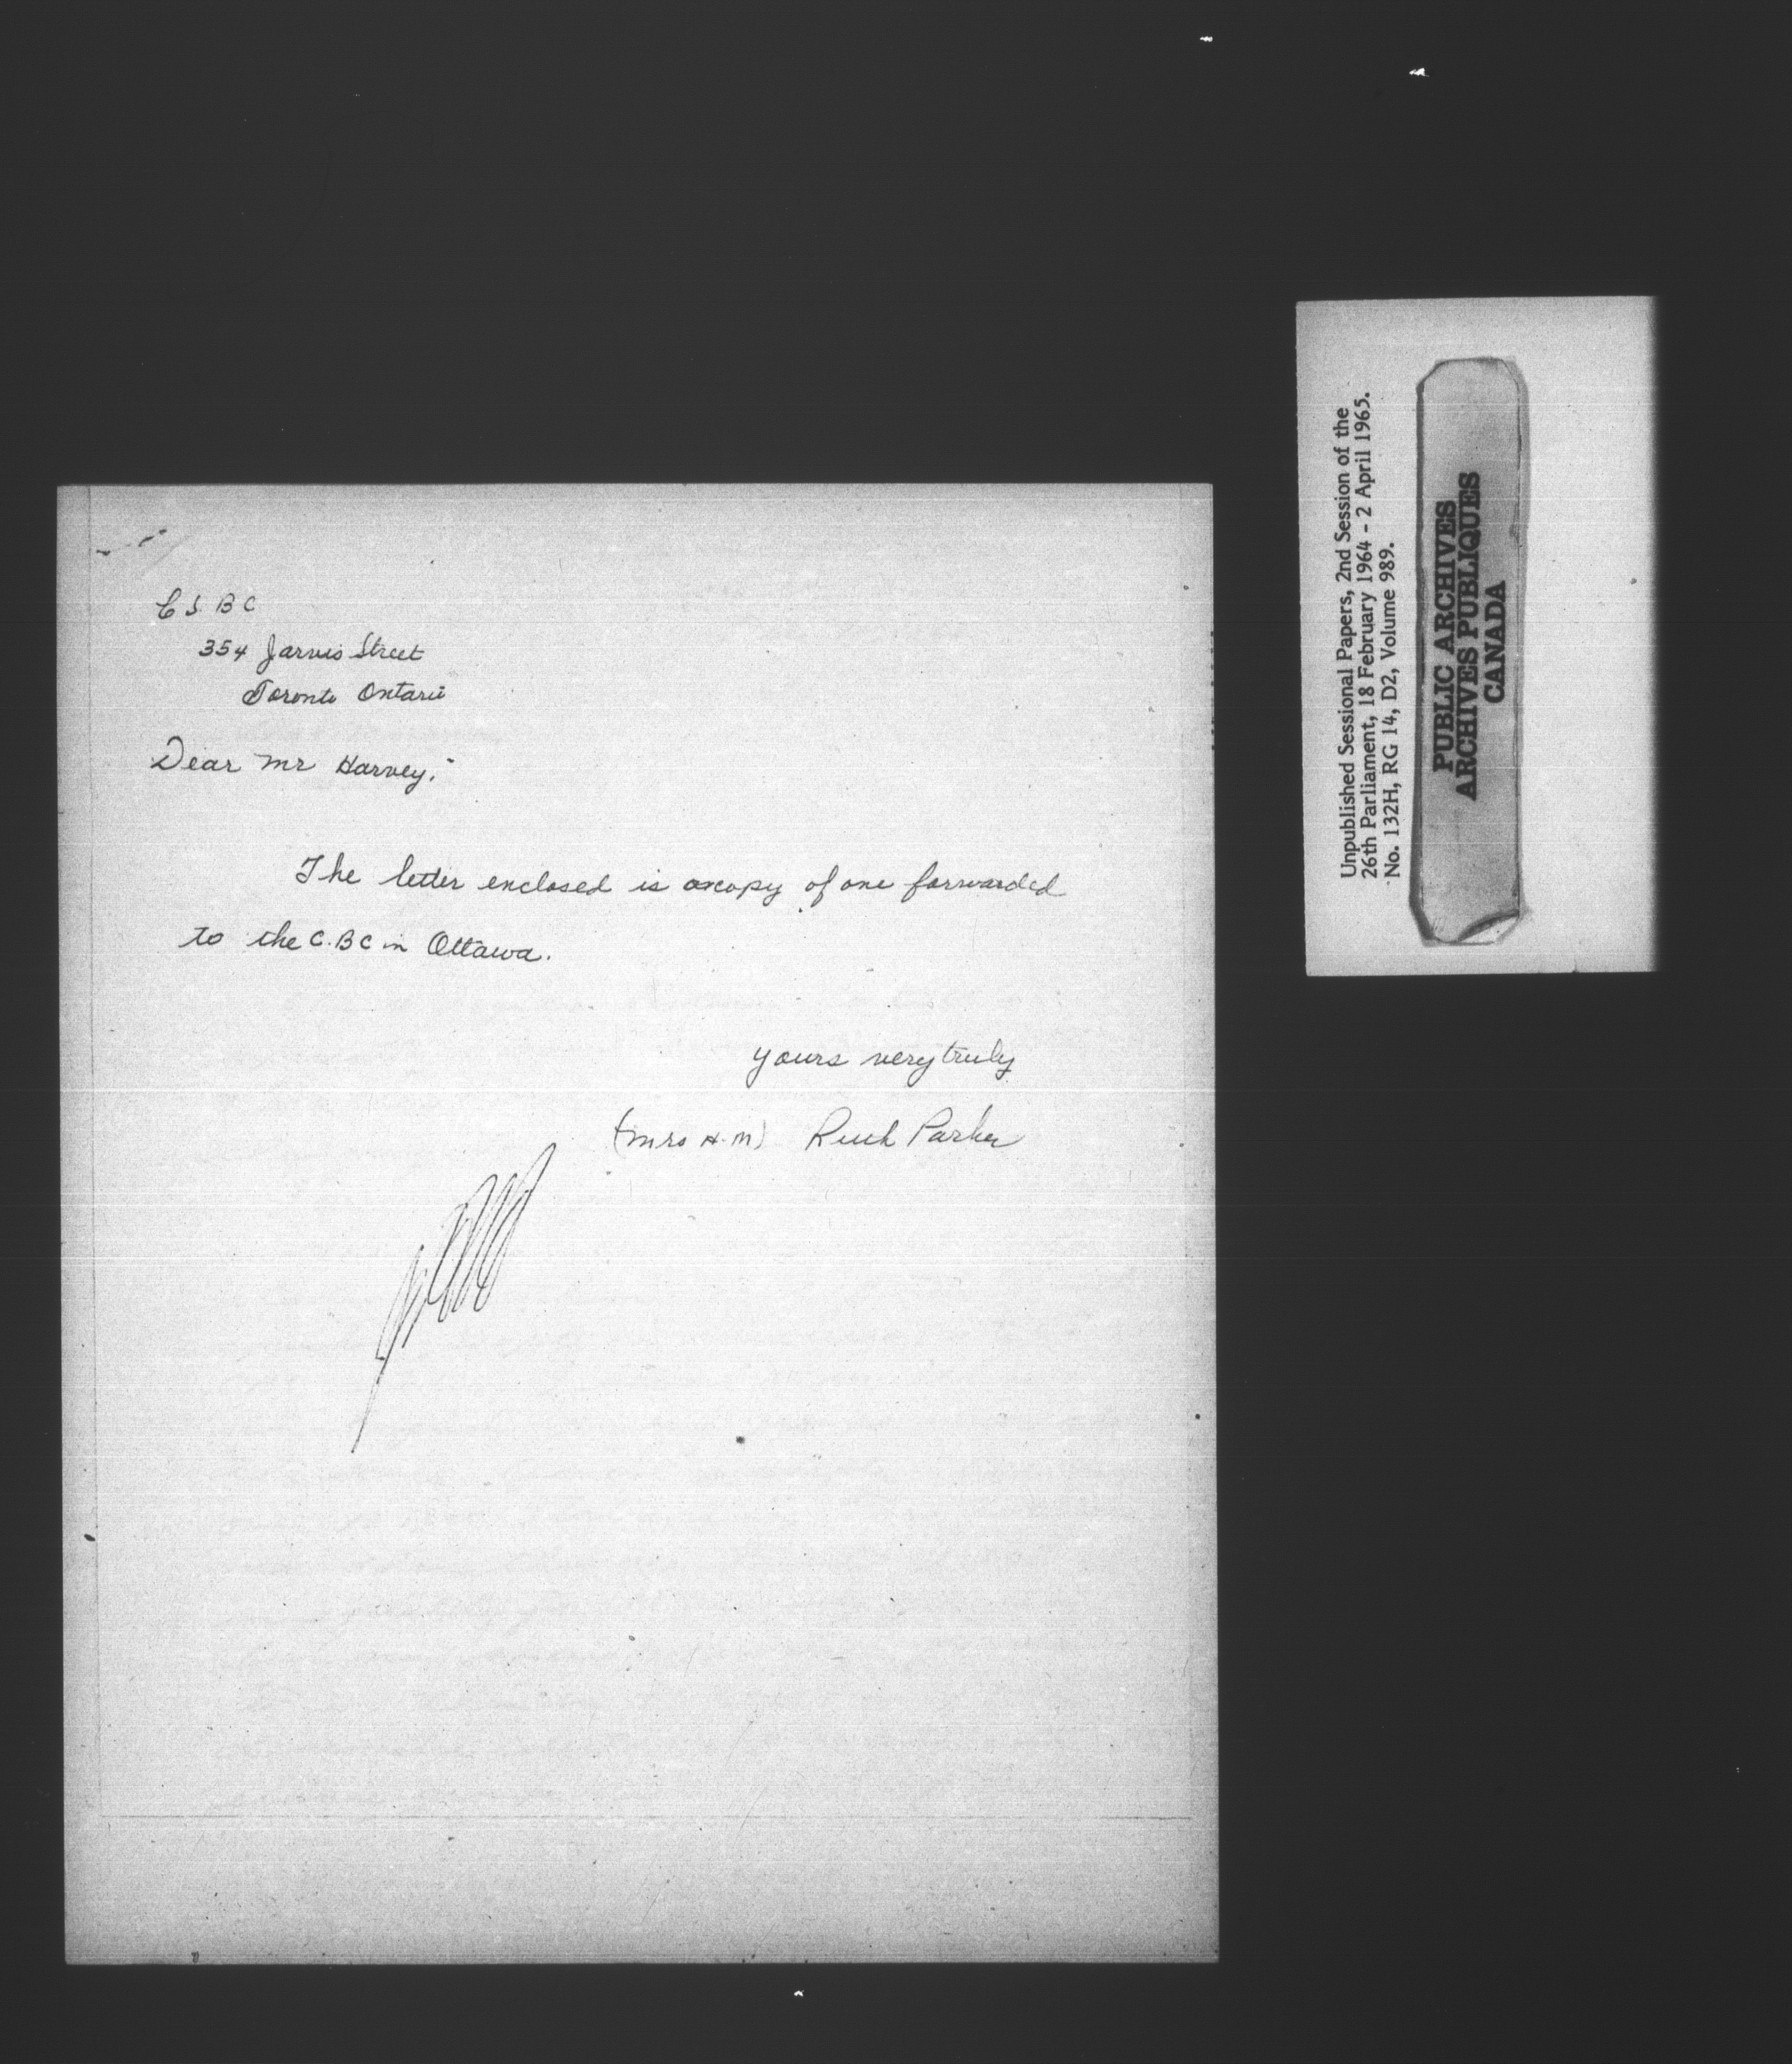 C S. B C
354 Jarvis Street
Toronto Ontario
Dear Mr Harvey,:
The letter enclosed is a copy of one forwarded
to the C.B C in Ottawa.
yours very truly
(Mrs H. M) Ruth Parker
Unpublished Sessional Papers, 2nd Session of the
26th Parliament, 18 February 1964 - 2 April 1965.
No. 132H, RG 14, D2, Volume 989.
PUBLIC ARCHIVES
ARCHIVES PUBLIQUES
CANADA